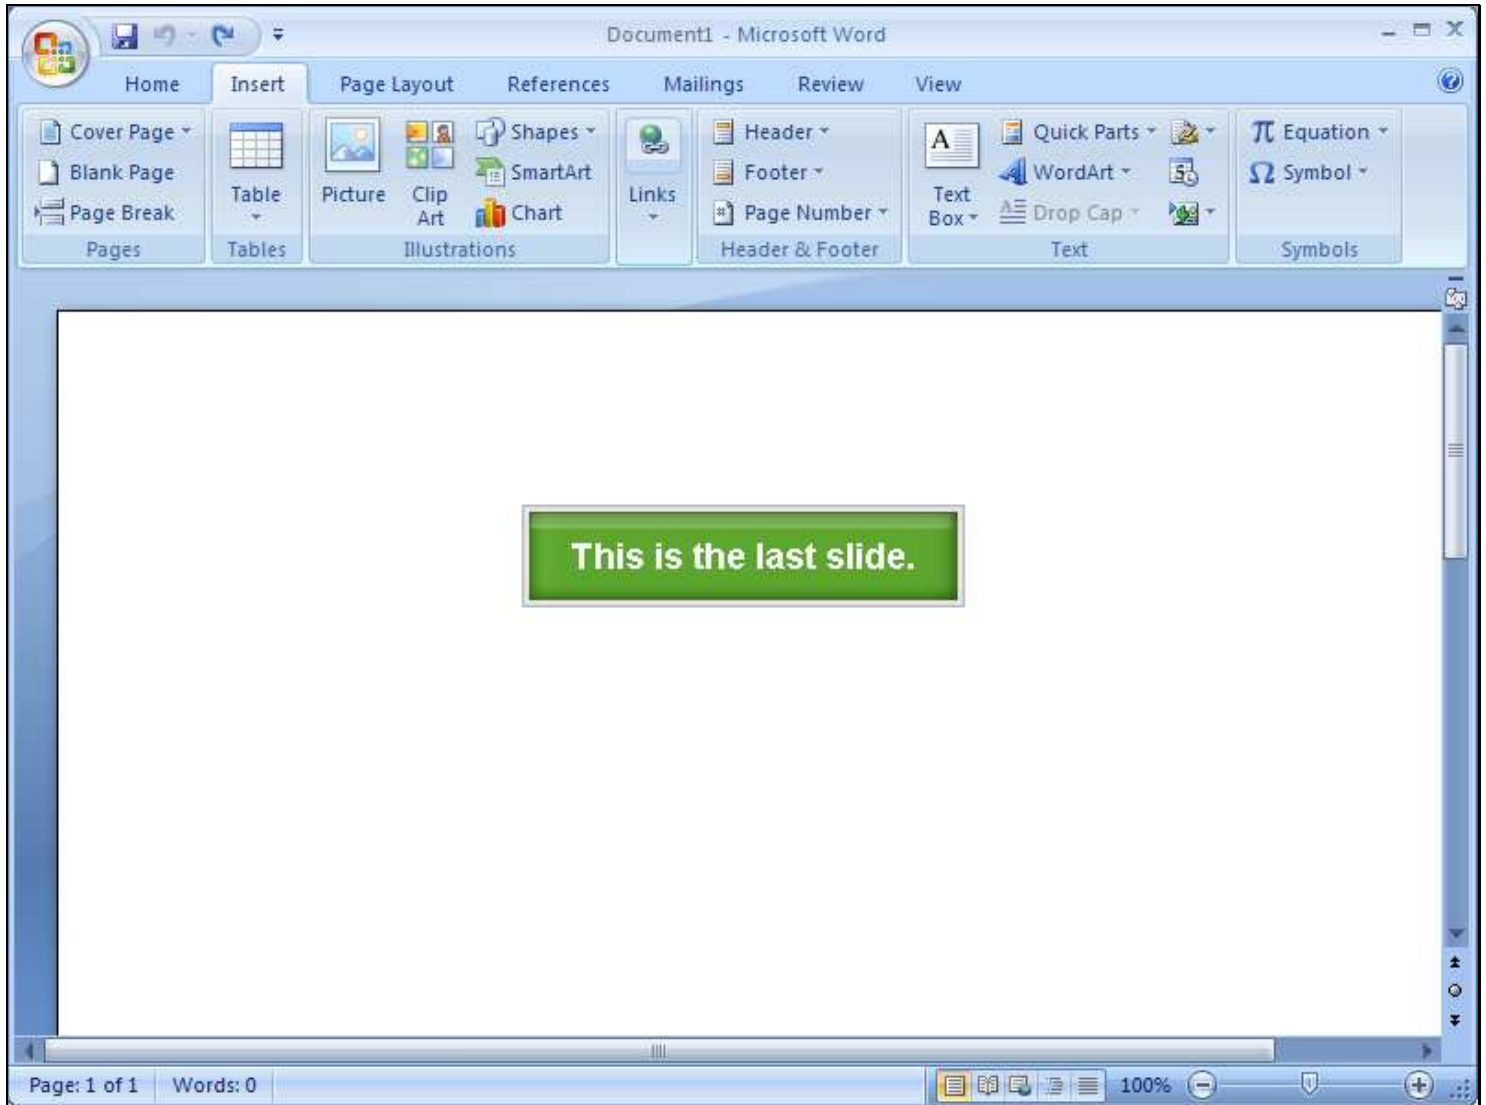 Document1 - Microsoft Word
Home Insert Page Layout References Mailings Review View
Cover Page
Blank Page
Page Break
Pages
Table
Tables
Picture
Clip
Art
Shapes
SmartArt
Chart
Illustrations
Links
Header
Footer
Page Number
Header & Footer
A
Text
Box
Quick Parts
WordArt
Drop Cap
Text
π Equation
Ω Symbol
Symbols
This is the last slide.
Page: 1 of 1 Words: 0 100%